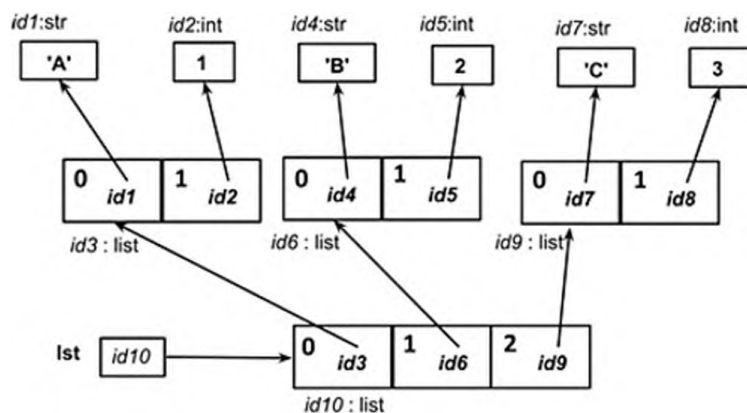 id1:str id2:int id4:str id5:int id7:str id8:int
'A' 1 'B' 2 'C' 3
0 id1 1 id2 0 id4 1 id5 0 id7 1 id8
id3 : list id6 : list id9 : list
lst id10 0 id3 1 id6 2 id9
id10 : list